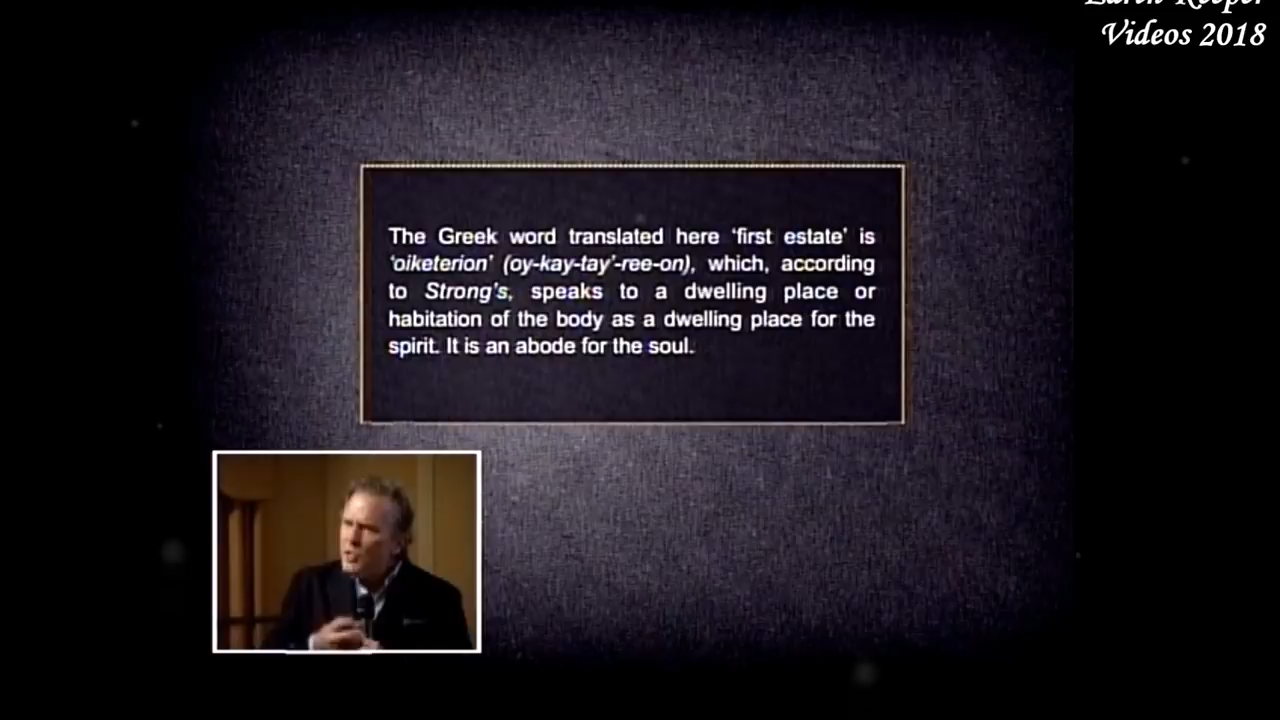 Videos 2018
The Greek word translated here ‘first estate’ is
‘oiketerion’ (oy-kay-tay’-ree-on), which, according
to Strong’s, speaks to a dwelling place or
habitation of the body as a dwelling place for the
spirit. It is an abode for the soul.